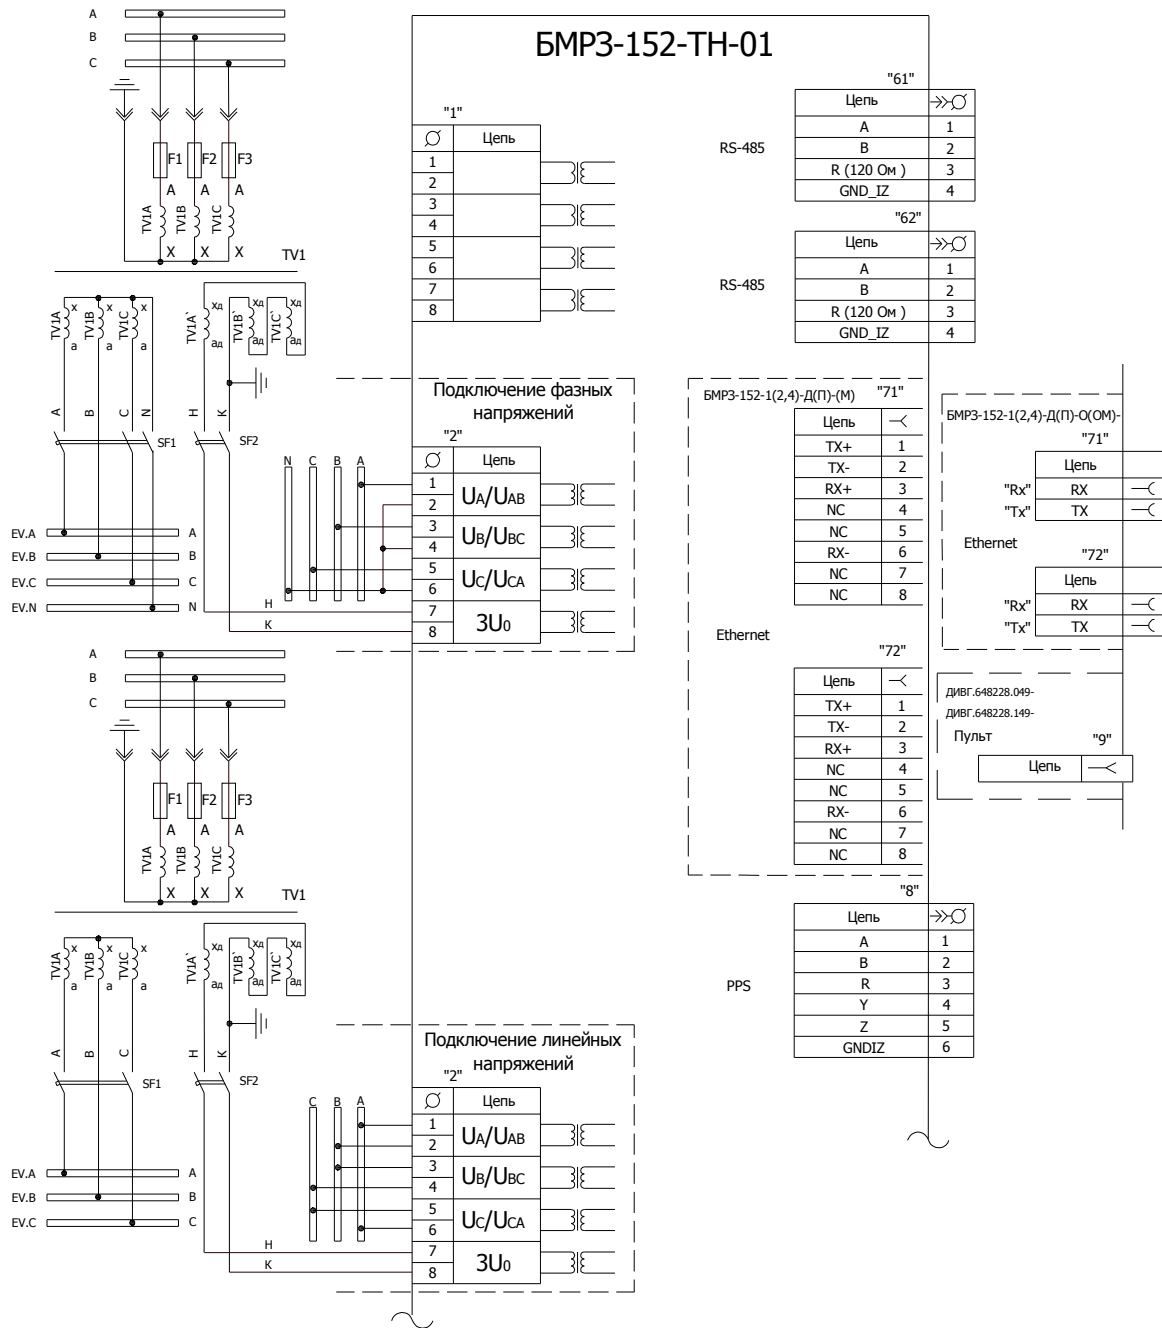 БМРЗ-152-ТН-01
A
B
C
F1 F2 F3
A A A
TV1A TV1B TV1C
X X X
TV1
TV1A x a TV1B x a TV1C x a
TV1A` xд aд TV1B` xд aд TV1C` xд
A B C N
SF1
Н К
SF2
EV.A A
EV.B B
EV.C C
EV.N N
Н
К
"1"
Цепь
1
2
3
4
5
6
7
8
Подключение фазных
напряжений
"2"
N C B A
Цепь
1
2
UA/UAB
3
4
UB/UBC
5
6
UC/UCA
7
8
3U0
A
B
C
F1 F2 F3
A A A
TV1A TV1B TV1C
X X X
TV1
TV1A x a TV1B x a TV1C x a
TV1A` xд aд TV1B` xд aд TV1C` xд
A B C
SF1
Н К
SF2
EV.A A
EV.B B
EV.C C
Н
К
Подключение линейных
напряжений
"2"
C B A
Цепь
1
2
UA/UAB
3
4
UB/UBC
5
6
UC/UCA
7
8
3U0
"61"
RS-485
Цепь
A 1
B 2
R (120 Ом ) 3
GND_IZ 4
"62"
RS-485
Цепь
A 1
B 2
R (120 Ом ) 3
GND_IZ 4
БМРЗ-152-1(2,4)-Д(П)-(М) "71"
Цепь
TX+ 1
TX- 2
RX+ 3
NC 4
NC 5
RX- 6
NC 7
NC 8
Ethernet
"72"
Цепь
TX+ 1
TX- 2
RX+ 3
NC 4
NC 5
RX- 6
NC 7
NC 8
БМРЗ-152-1(2,4)-Д(П)-О(ОМ)-
"71"
Цепь
"Rx" RX
"Tx" TX
Ethernet
"72"
Цепь
"Rx" RX
"Tx" TX
ДИВГ.648228.049-
ДИВГ.648228.149-
Пульт "9"
Цепь
"8"
PPS
Цепь
A 1
B 2
R 3
Y 4
Z 5
GNDIZ 6